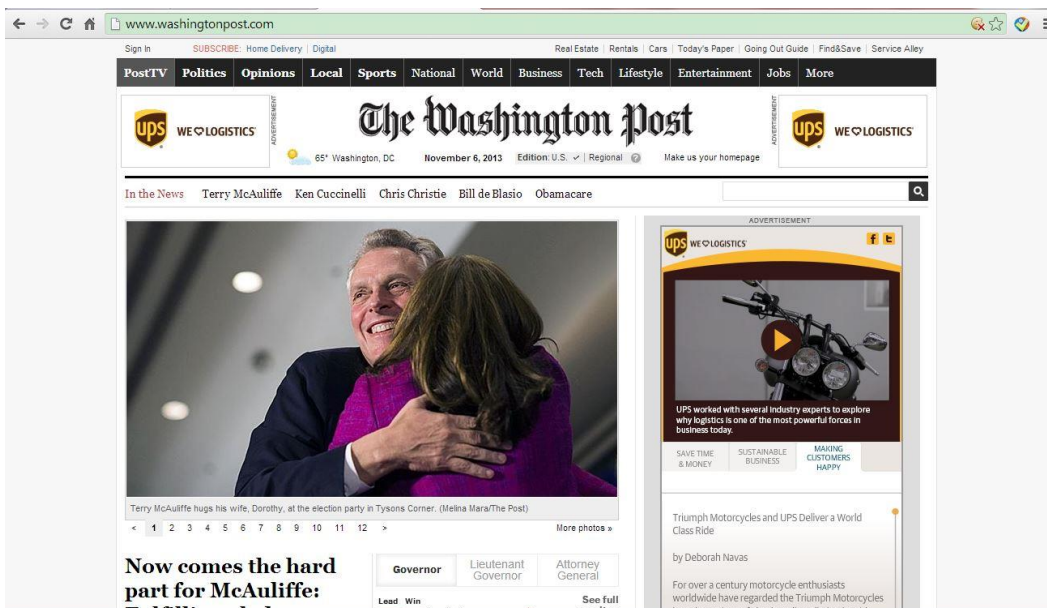 www.washingtonpost.com
Sign In SUBSCRIBE: Home Delivery | Digital Real Estate | Rentals | Cars | Today's Paper | Going Out Guide | Find&Save | Service Alley
PostTV Politics Opinions Local Sports National World Business Tech Lifestyle Entertainment Jobs More
ups WE ♡ LOGISTICS
ADVERTISEMENT
The Washington Post
ADVERTISEMENT
ups WE ♡ LOGISTICS
65° Washington, DC November 6, 2013 Edition: U.S. ✓ | Regional ? Make us your homepage
In the News Terry McAuliffe Ken Cuccinelli Chris Christie Bill de Blasio Obamacare
ADVERTISEMENT
ups WE ♡ LOGISTICS f t
UPS worked with several industry experts to explore
why logistics is one of the most powerful forces in
business today.
SAVE TIME
& MONEY
SUSTAINABLE
BUSINESS
MAKING
CUSTOMERS
HAPPY
Terry McAuliffe hugs his wife, Dorothy, at the election party in Tysons Corner. (Melina Mara/The Post)
< 1 2 3 4 5 6 7 8 9 10 11 12 > More photos »
Triumph Motorcycles and UPS Deliver a World
Class Ride
by Deborah Navas
For over a century motorcycle enthusiasts
worldwide have regarded the Triumph Motorcycles
Now comes the hard
part for McAuliffe:
Governor
Lieutenant
Governor
Attorney
General
Lead Win
See full